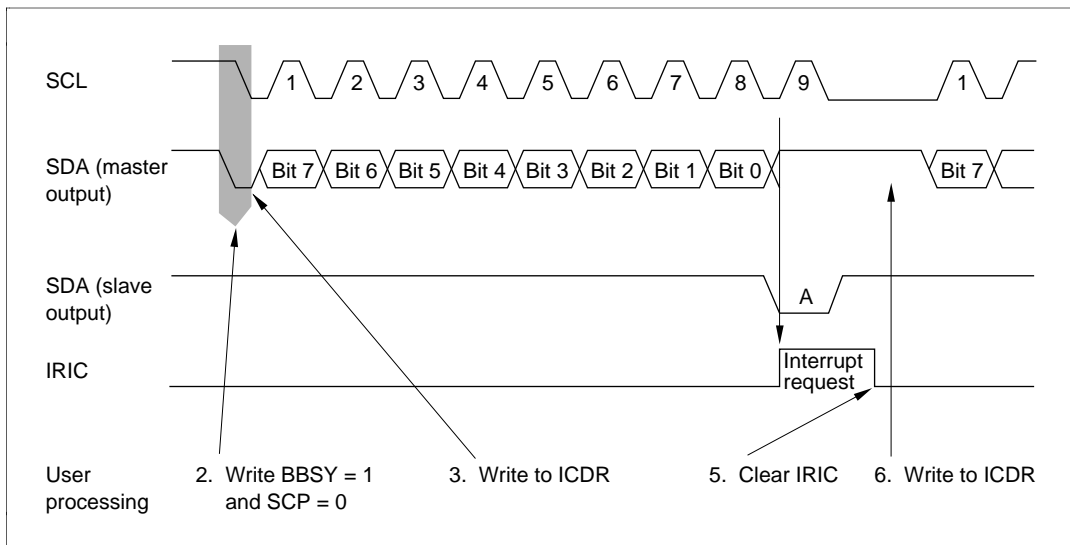 SCL
1 2 3 4 5 6 7 8 9 1
SDA (master
output)
Bit 7 Bit 6 Bit 5 Bit 4 Bit 3 Bit 2 Bit 1 Bit 0 Bit 7
SDA (slave
output)
A
IRIC
Interrupt
request
User
processing
2. Write BBSY = 1
and SCP = 0
3. Write to ICDR
5. Clear IRIC
6. Write to ICDR